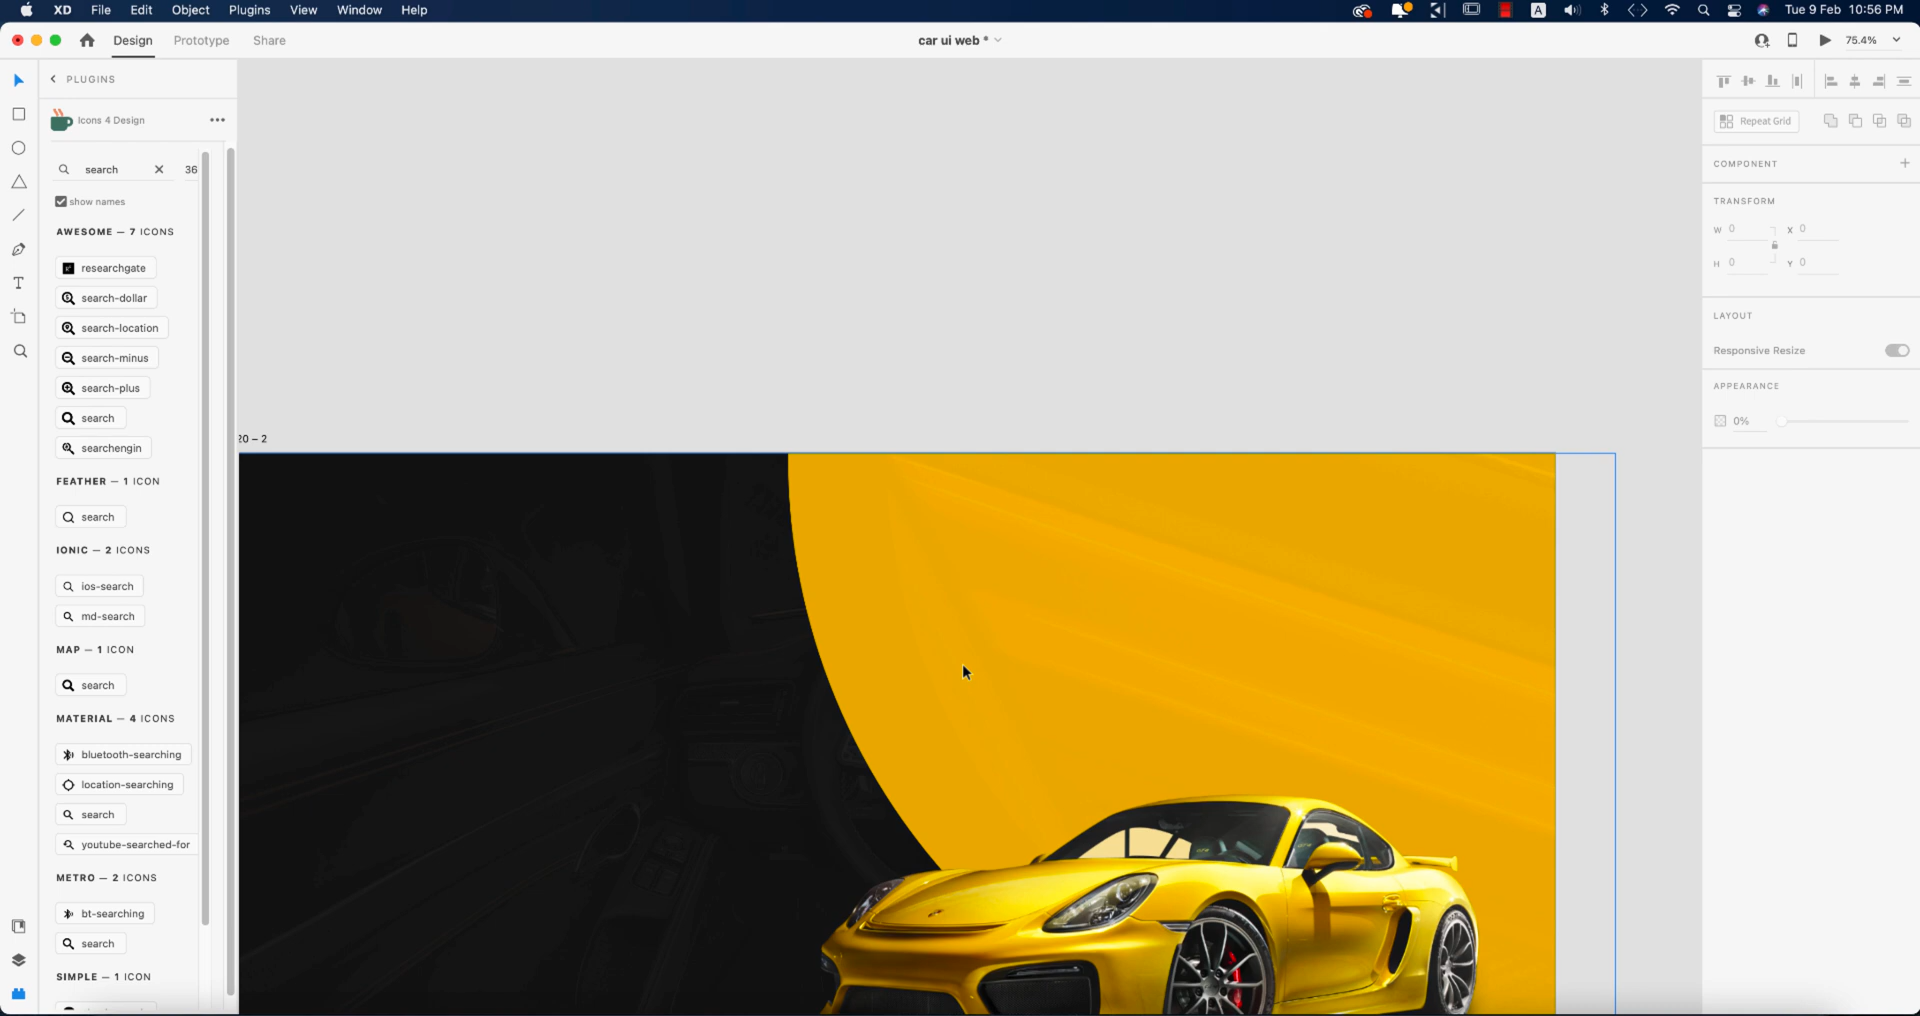 XD File Edit Object Plugins View Window Help
A
Tue 9 Feb 10:56 PM
Design Prototype Share
car ui web *
75.4%
PLUGINS
Icons 4 Design
search
36
show names
AWESOME — 7 ICONS
researchgate
search-dollar
search-location
search-minus
search-plus
search
searchengin
FEATHER — 1 ICON
search
IONIC — 2 ICONS
ios-search
md-search
MAP — 1 ICON
search
MATERIAL — 4 ICONS
bluetooth-searching
location-searching
search
youtube-searched-for
METRO — 2 ICONS
bt-searching
search
SIMPLE — 1 ICON
20 – 2
Repeat Grid
COMPONENT
TRANSFORM
W 0 X 0
H 0 Y 0
LAYOUT
Responsive Resize
APPEARANCE
0%